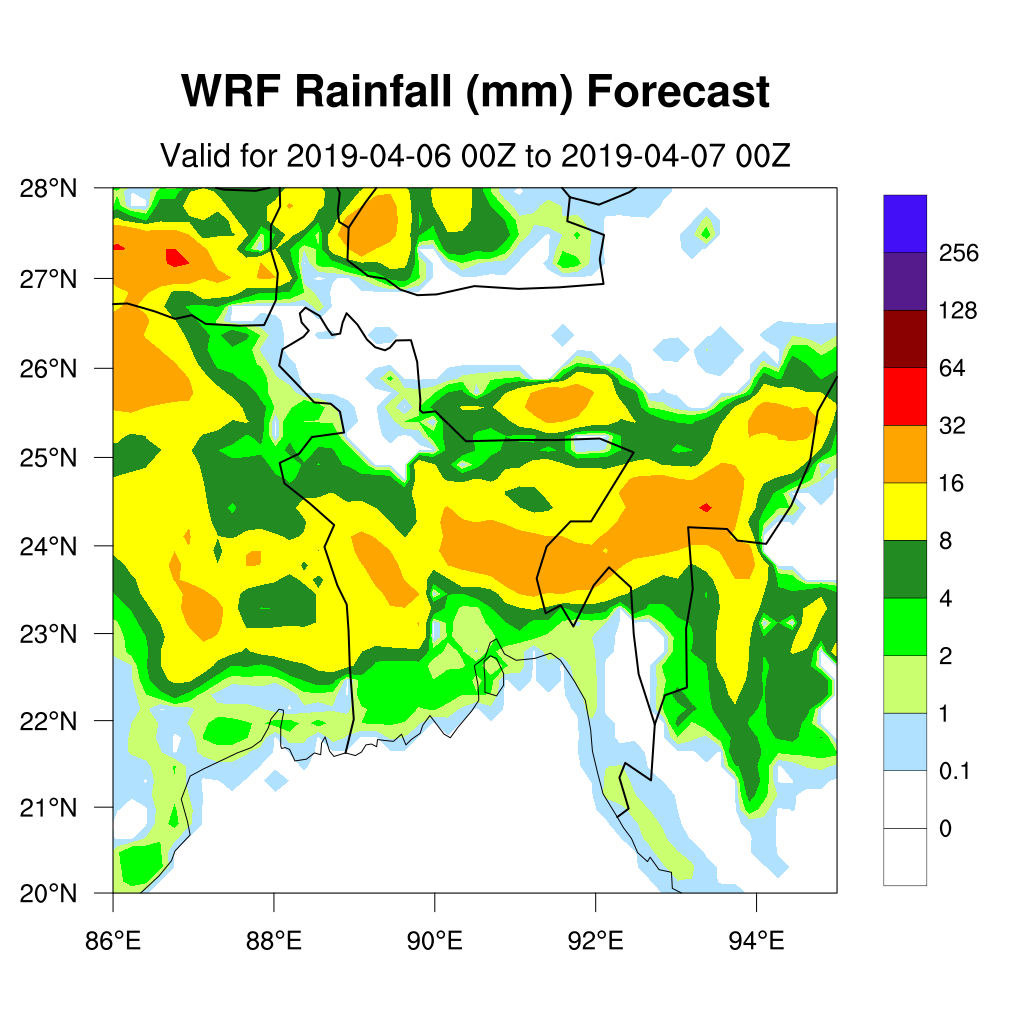 WRF Rainfall (mm) Forecast
Valid for 2019-04-06 00Z to 2019-04-07 00Z
28°N
27°N
26°N
25°N
24°N
23°N
22°N
21°N
20°N
86°E
88°E
90°E
92°E
94°E
256
128
64
32
16
8
4
2
1
0.1
0